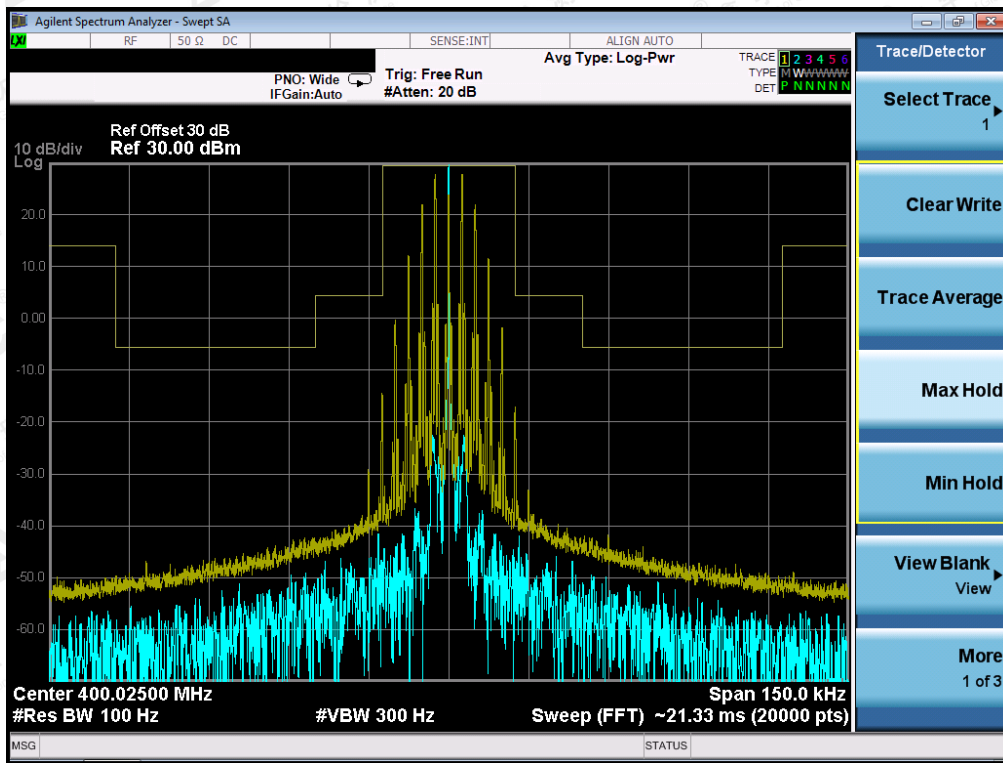 Agilent Spectrum Analyzer - Swept SA
LXI RF 50 Ω DC SENSE:INT ALIGN AUTO
Trace/Detector
Avg Type: Log-Pwr
TRACE 1 2 3 4 5 6
TYPE M W W W W W
DET P N N N N N
PNO: Wide
IFGain:Auto
Trig: Free Run
#Atten: 20 dB
Select Trace
1
Ref Offset 30 dB
10 dB/div Ref 30.00 dBm
Log
20.0
10.0
0.00
-10.0
-20.0
-30.0
-40.0
-50.0
-60.0
Clear Write
Trace Average
Max Hold
Min Hold
View Blank
View
More
1 of 3
Center 400.02500 MHz
Span 150.0 kHz
#Res BW 100 Hz
#VBW 300 Hz
Sweep (FFT) ~21.33 ms (20000 pts)
MSG
STATUS